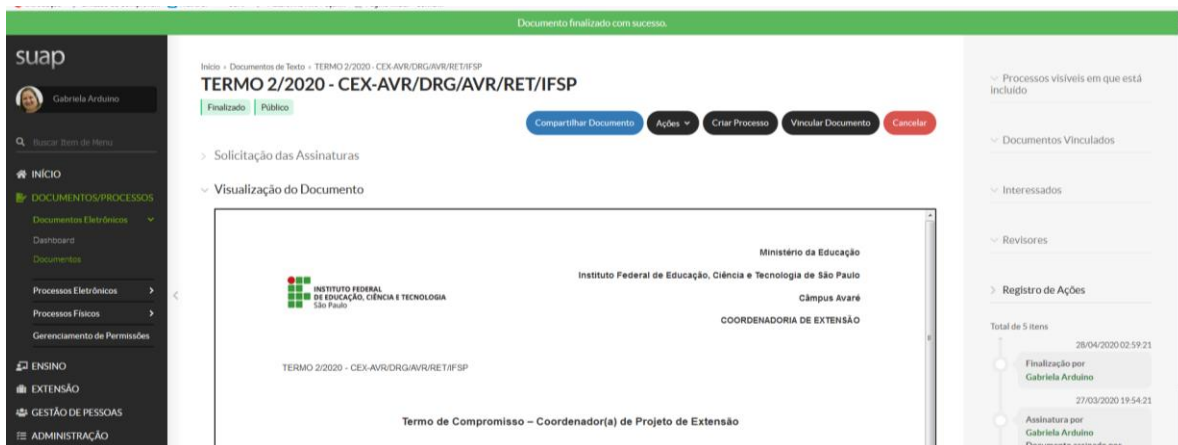 Documento finalizado com sucesso.
suap
Gabriela Arduino
Buscar Item de Menu
INÍCIO
DOCUMENTOS/PROCESSOS
Documentos Eletrônicos
Dashboard
Documentos
Processos Eletrônicos
Processos Físicos
Gerenciamento de Permissões
ENSINO
EXTENSÃO
GESTÃO DE PESSOAS
ADMINISTRAÇÃO
Início » Documentos de Texto » TERMO 2/2020 - CEX-AVR/DRG/AVR/RET/IFSP
TERMO 2/2020 - CEX-AVR/DRG/AVR/RET/IFSP
Finalizado Público
Compartilhar Documento Ações Criar Processo Vincular Documento Cancelar
Solicitação das Assinaturas
Visualização do Documento
Ministério da Educação
Instituto Federal de Educação, Ciência e Tecnologia de São Paulo
Câmpus Avaré
COORDENADORIA DE EXTENSÃO
INSTITUTO FEDERAL
DE EDUCAÇÃO, CIÊNCIA E TECNOLOGIA
São Paulo
TERMO 2/2020 - CEX-AVR/DRG/AVR/RET/IFSP
Termo de Compromisso – Coordenador(a) de Projeto de Extensão
Processos visíveis em que está
incluído
Documentos Vinculados
Interessados
Revisores
Registro de Ações
Total de 5 itens
28/04/2020 02:59:21
Finalização por
Gabriela Arduino
27/03/2020 19:54:21
Assinatura por
Gabriela Arduino
Documento assinado por